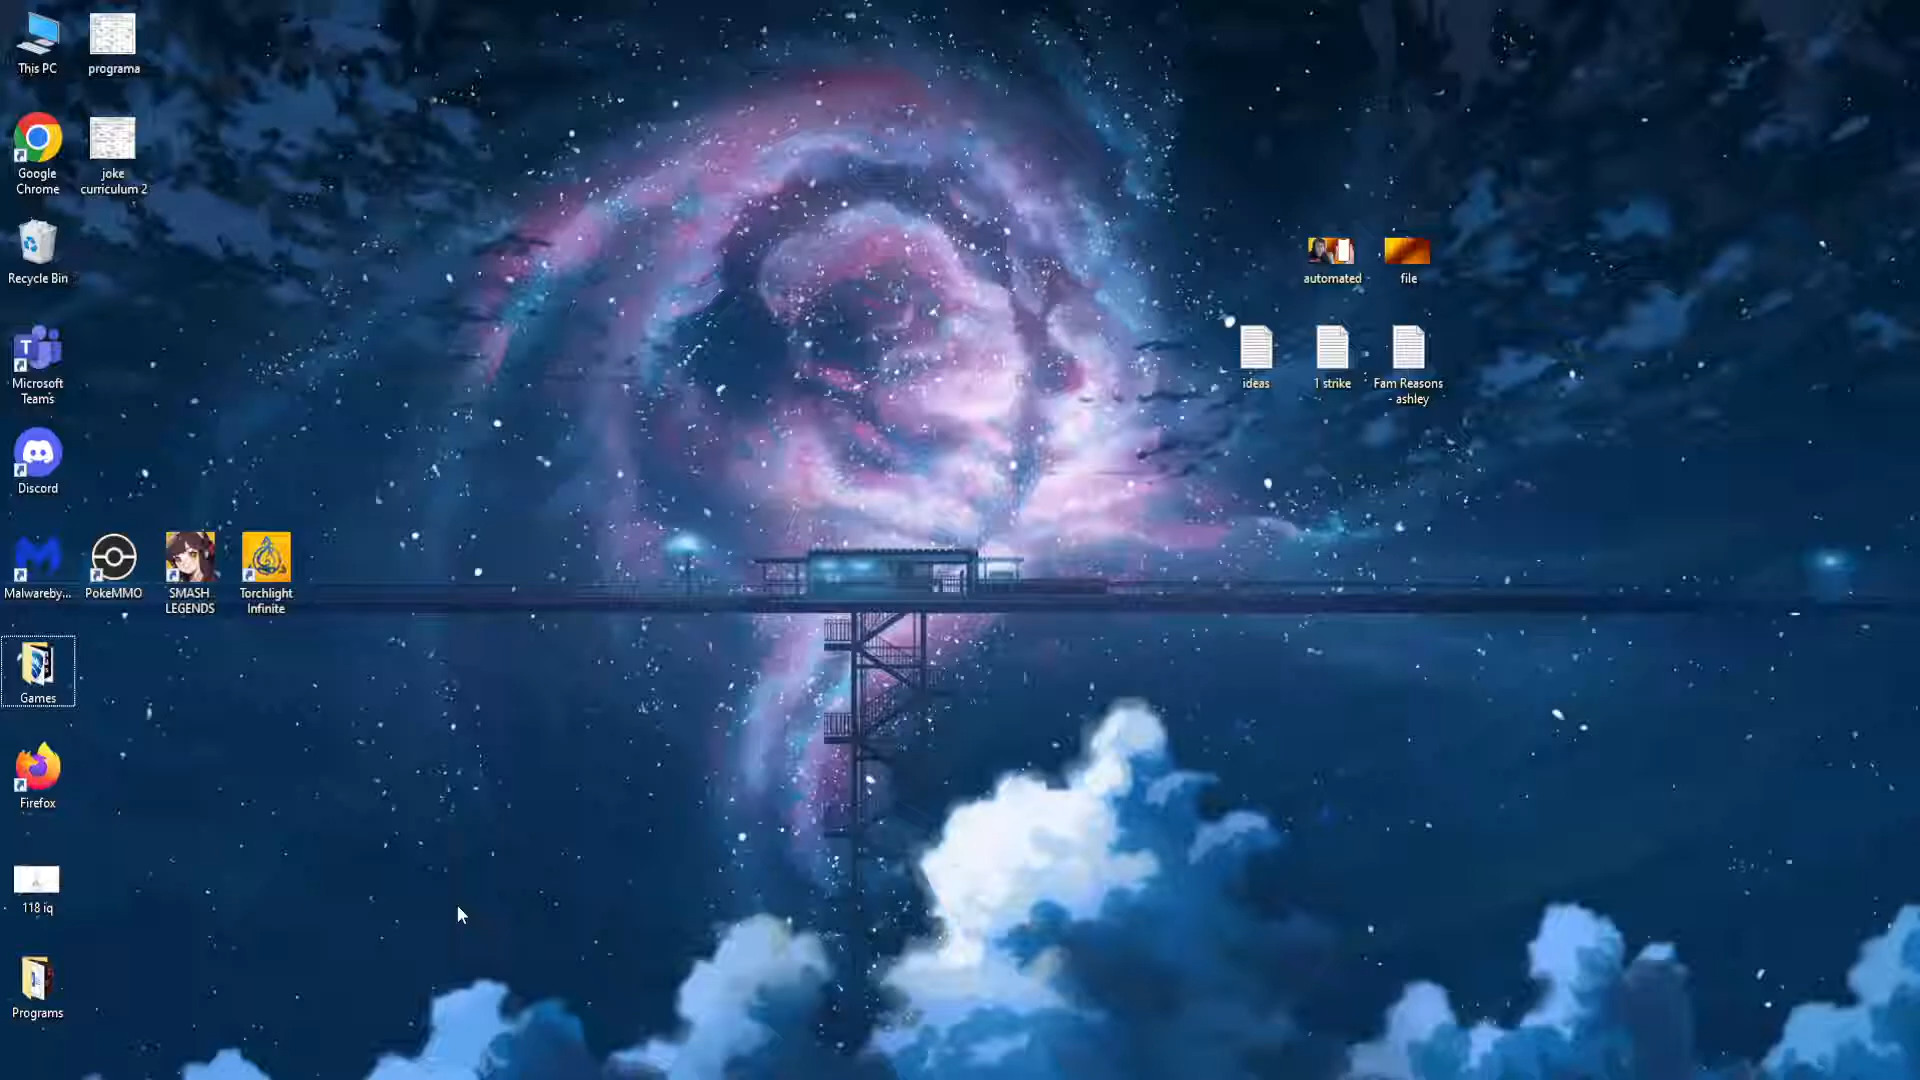 This PC
programa
Google
Chrome
joke
curriculum 2
Recycle Bin
automated
file
Microsoft
Teams
ideas
1 strike
Fam Reasons
- ashley
Discord
Malwareby...
PokeMMO
SMASH
LEGENDS
Torchlight
Infinite
Games
Firefox
118 iq
Programs